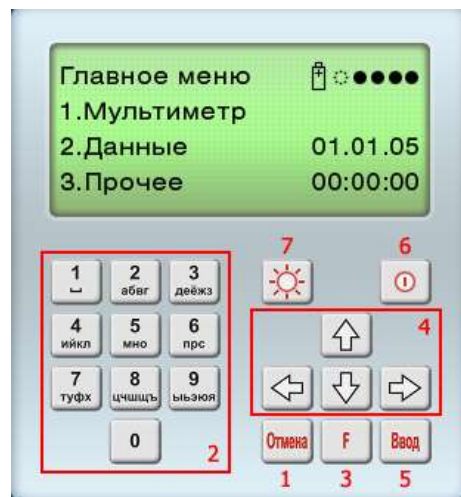 Главное меню
1.Мультиметр
2.Данные 01.01.05
3.Прочее 00:00:00
7 6
1 2 3
абвг деёжз
4
4 5 6
ийкл мно прс
7 8 9
туфх цчшщъ ыьэюя
0
2
Отмена F Ввод
1 3 5